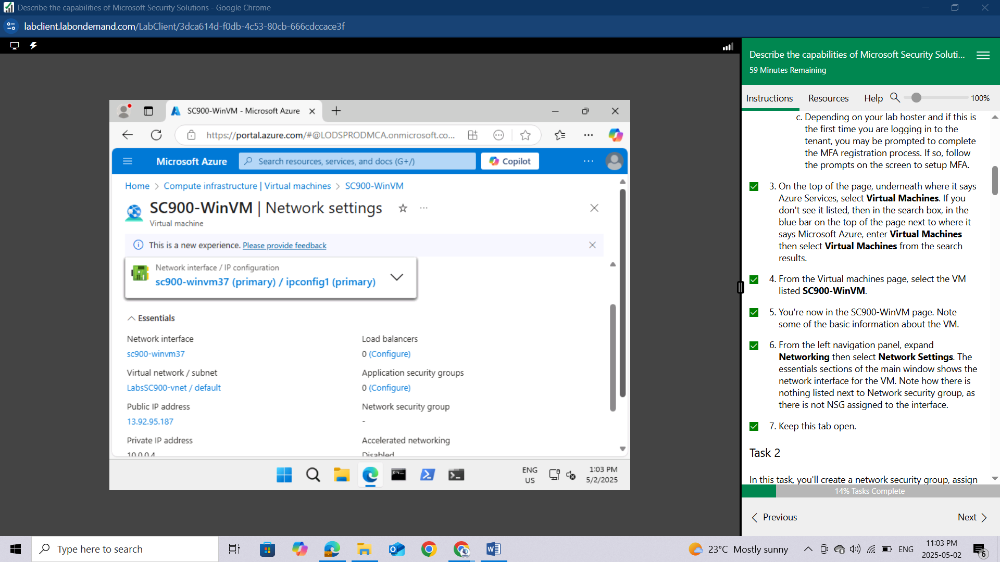 Describe the capabilities of Microsoft Security Solutions - Google Chrome
labclient.labondemand.com/LabClient/3dca614d-f0db-4c53-80cb-666cdccace3f
SC900-WinVM - Microsoft Azure
https://portal.azure.com/#@LODSPRODMCA.onmicrosoft.co...
Microsoft Azure
Search resources, services, and docs (G+/)
Copilot
Home > Compute infrastructure | Virtual machines > SC900-WinVM
SC900-WinVM | Network settings
Virtual machine
This is a new experience. Please provide feedback
Network interface / IP configuration
sc900-winvm37 (primary) / ipconfig1 (primary)
Essentials
Network interface
sc900-winvm37
Virtual network / subnet
LabsSC900-vnet / default
Public IP address
13.92.95.187
Private IP address
10.0.0.4
Load balancers
0 (Configure)
Application security groups
0 (Configure)
Network security group
-
Accelerated networking
Disabled
ENG
US
1:03 PM
5/2/2025
Describe the capabilities of Microsoft Security Soluti...
59 Minutes Remaining
Instructions
Resources
Help
100%
c. Depending on your lab hoster and if this is
the first time you are logging in to the
tenant, you may be prompted to complete
the MFA registration process. If so, follow
the prompts on the screen to setup MFA.
3. On the top of the page, underneath where it says
Azure Services, select Virtual Machines. If you
don't see it listed, then in the search box, in the
blue bar on the top of the page next to where it
says Microsoft Azure, enter Virtual Machines
then select Virtual Machines from the search
results.
4. From the Virtual machines page, select the VM
listed SC900-WinVM.
5. You're now in the SC900-WinVM page. Note
some of the basic information about the VM.
6. From the left navigation panel, expand
Networking then select Network Settings. The
essentials sections of the main window shows the
network interface for the VM. Note how there is
nothing listed next to Network security group, as
there is not NSG assigned to the interface.
7. Keep this tab open.
Task 2
In this task, you'll create a network security group, assign
14% Tasks Complete
Previous
Next
Type here to search
23°C Mostly sunny
ENG
11:03 PM
2025-05-02
6